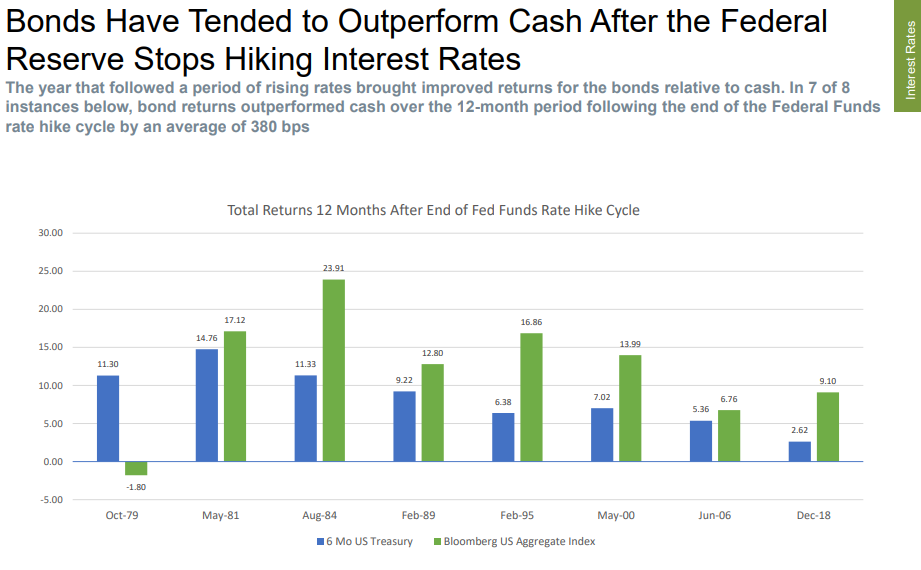 Bonds Have Tended to Outperform Cash After the Federal
Reserve Stops Hiking Interest Rates
Interest Rates
The year that followed a period of rising rates brought improved returns for the bonds relative to cash. In 7 of 8
instances below, bond returns outperformed cash over the 12-month period following the end of the Federal Funds
rate hike cycle by an average of 380 bps
Total Returns 12 Months After End of Fed Funds Rate Hike Cycle
30.00
25.00
20.00
15.00
10.00
5.00
0.00
-5.00
11.30
-1.80
14.76
17.12
11.33
23.91
9.22
12.80
6.38
16.86
7.02
13.99
5.36
6.76
2.62
9.10
Oct-79 May-81 Aug-84 Feb-89 Feb-95 May-00 Jun-06 Dec-18
6 Mo US Treasury Bloomberg US Aggregate Index